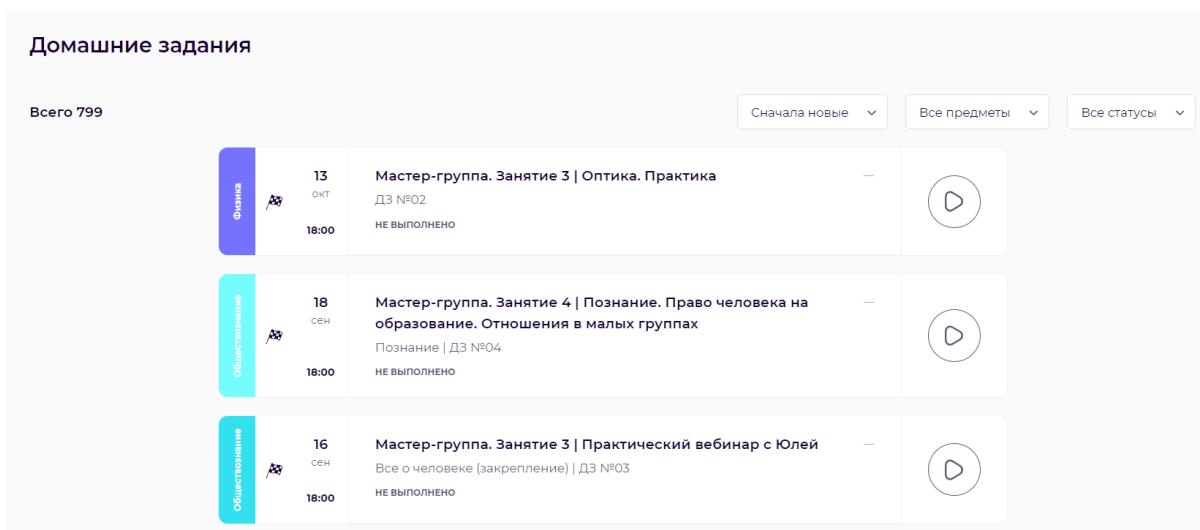 Домашние задания
Всего 799
Сначала новые
Все предметы
Все статусы
Физика
13
окт
18:00
Мастер-группа. Занятие 3 | Оптика. Практика
ДЗ №02
НЕ ВЫПОЛНЕНО
—
Обществознание
18
сен
18:00
Мастер-группа. Занятие 4 | Познание. Право человека на
образование. Отношения в малых группах
Познание | ДЗ №04
НЕ ВЫПОЛНЕНО
—
Обществознание
16
сен
18:00
Мастер-группа. Занятие 3 | Практический вебинар с Юлей
Все о человеке (закрепление) | ДЗ №03
НЕ ВЫПОЛНЕНО
—